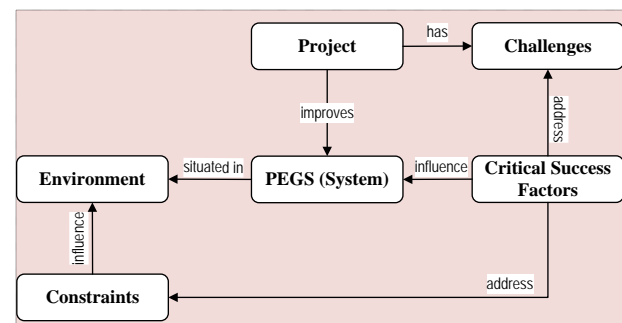 Project
has
Challenges
improves
address
Environment
situated in
PEGS (System)
influence
Critical Success
Factors
influence
address
Constraints